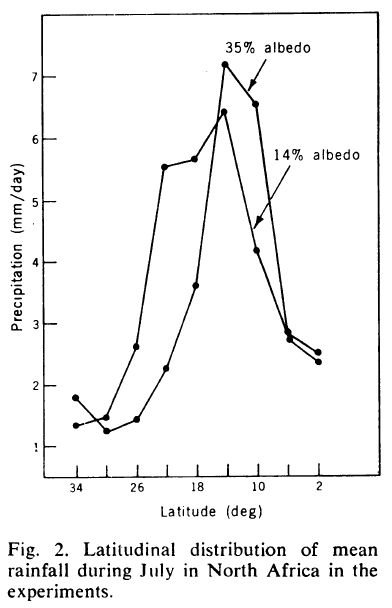 35% albedo
7
6
14% albedo
5
4
3
2
1
Precipitation (mm/day)
34 26 18 10 2
Latitude (deg)
Fig. 2. Latitudinal distribution of mean
rainfall during July in North Africa in the
experiments.